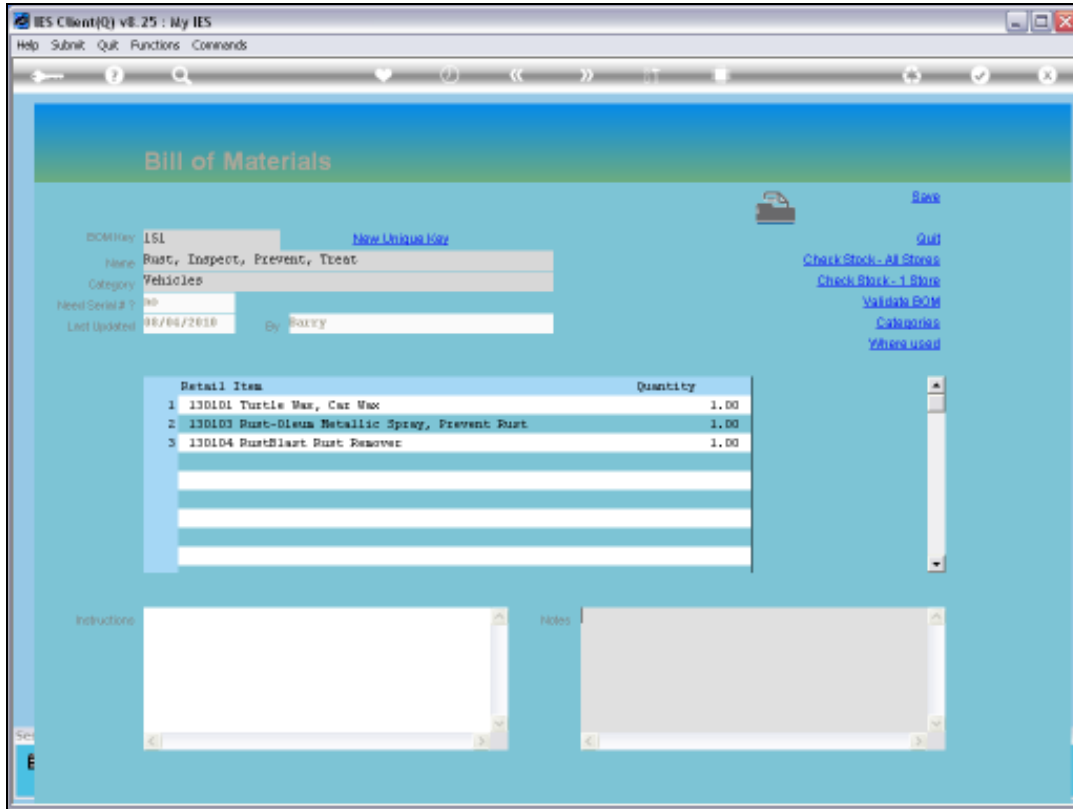 IES Client(Q) v8.25 : My IES
Help Submit Quit Functions Commands
Bill of Materials
Save
BOM Key 151 New Unique Key Quit
Name Rust, Inspect, Prevent, Treat Check Stock - All Stores
Category Vehicles Check Stock - 1 Store
Need Serial # ? no Validate BOM
Last Updated 08/06/2010 By Barry Categories
Where used
Retail Item Quantity
1 130101 Turtle Wax, Car Wax 1.00
2 130103 Rust-Oleum Metallic Spray, Prevent Rust 1.00
3 130104 RustBlast Rust Remover 1.00
Instructions Notes